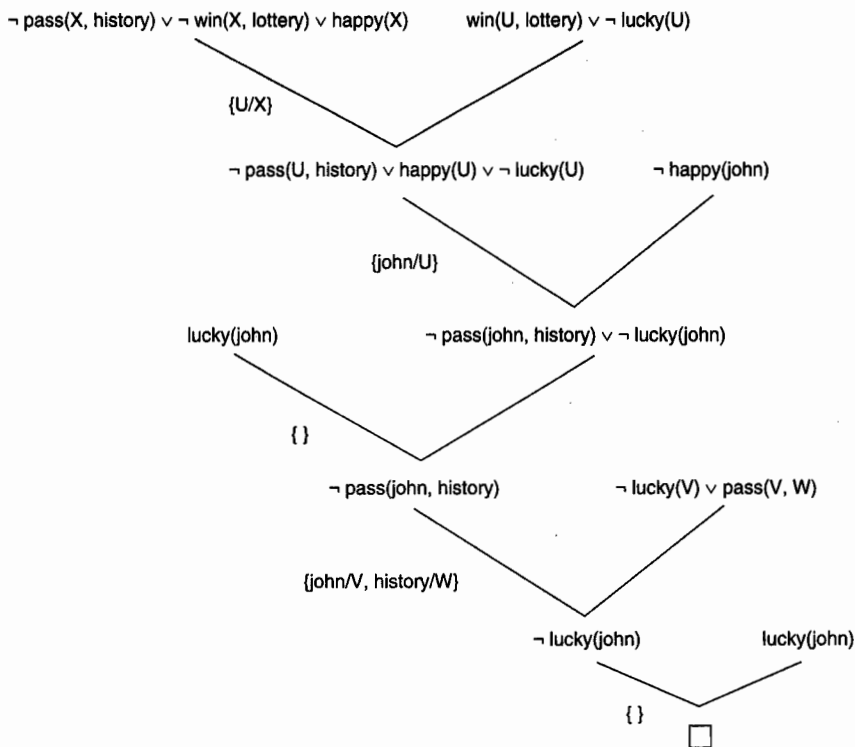 ¬ pass(X, history) ∨ ¬ win(X, lottery) ∨ happy(X) win(U, lottery) ∨ ¬ lucky(U)
{U/X}
¬ pass(U, history) ∨ happy(U) ∨ ¬ lucky(U) ¬ happy(john)
{john/U}
lucky(john) ¬ pass(john, history) ∨ ¬ lucky(john)
{ }
¬ pass(john, history) ¬ lucky(V) ∨ pass(V, W)
{john/V, history/W}
¬ lucky(john) lucky(john)
{ }